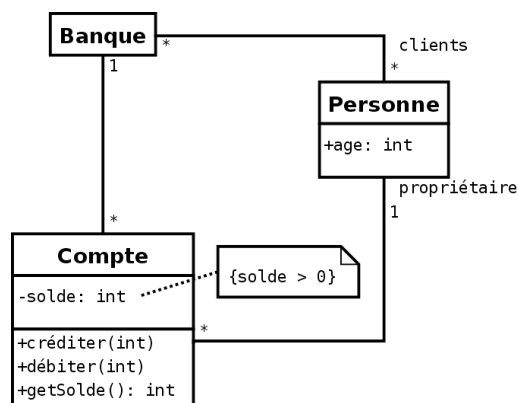 Banque
*
clients
1
*
Personne
+age: int
propriétaire
1
*
Compte
{solde > 0}
-solde: int
*
+créditer(int)
+débiter(int)
+getSolde(): int